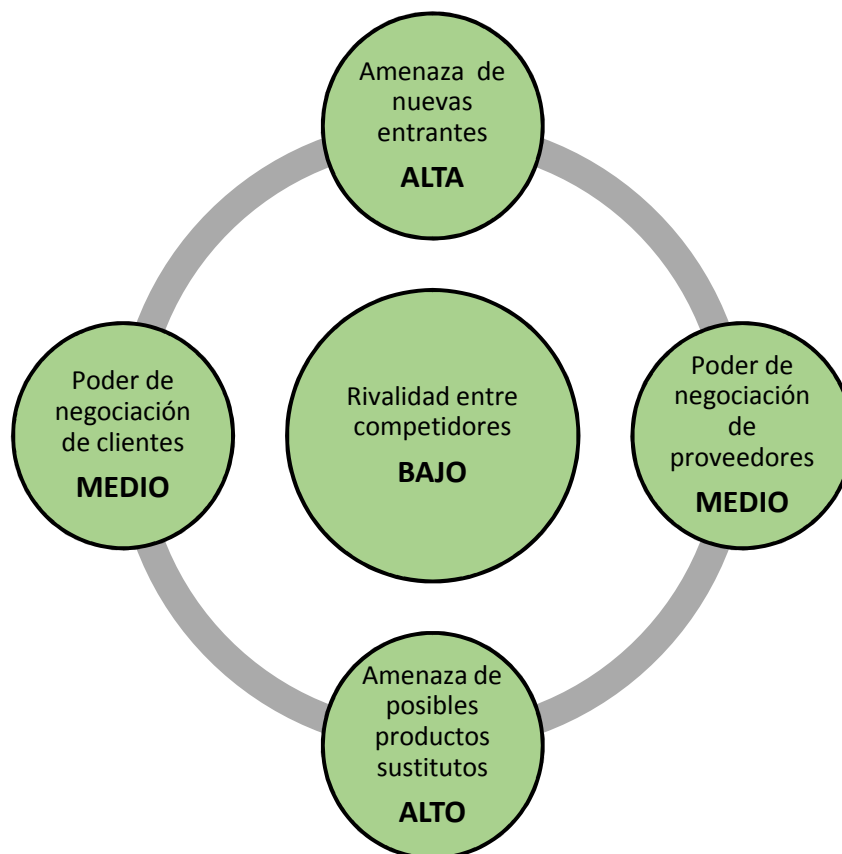 Amenaza de
nuevas
entrantes
ALTA
Poder de
negociación
de clientes
MEDIO
Rivalidad entre
competidores
BAJO
Poder de
negociación
de
proveedores
MEDIO
Amenaza de
posibles
productos
sustitutos
ALTO